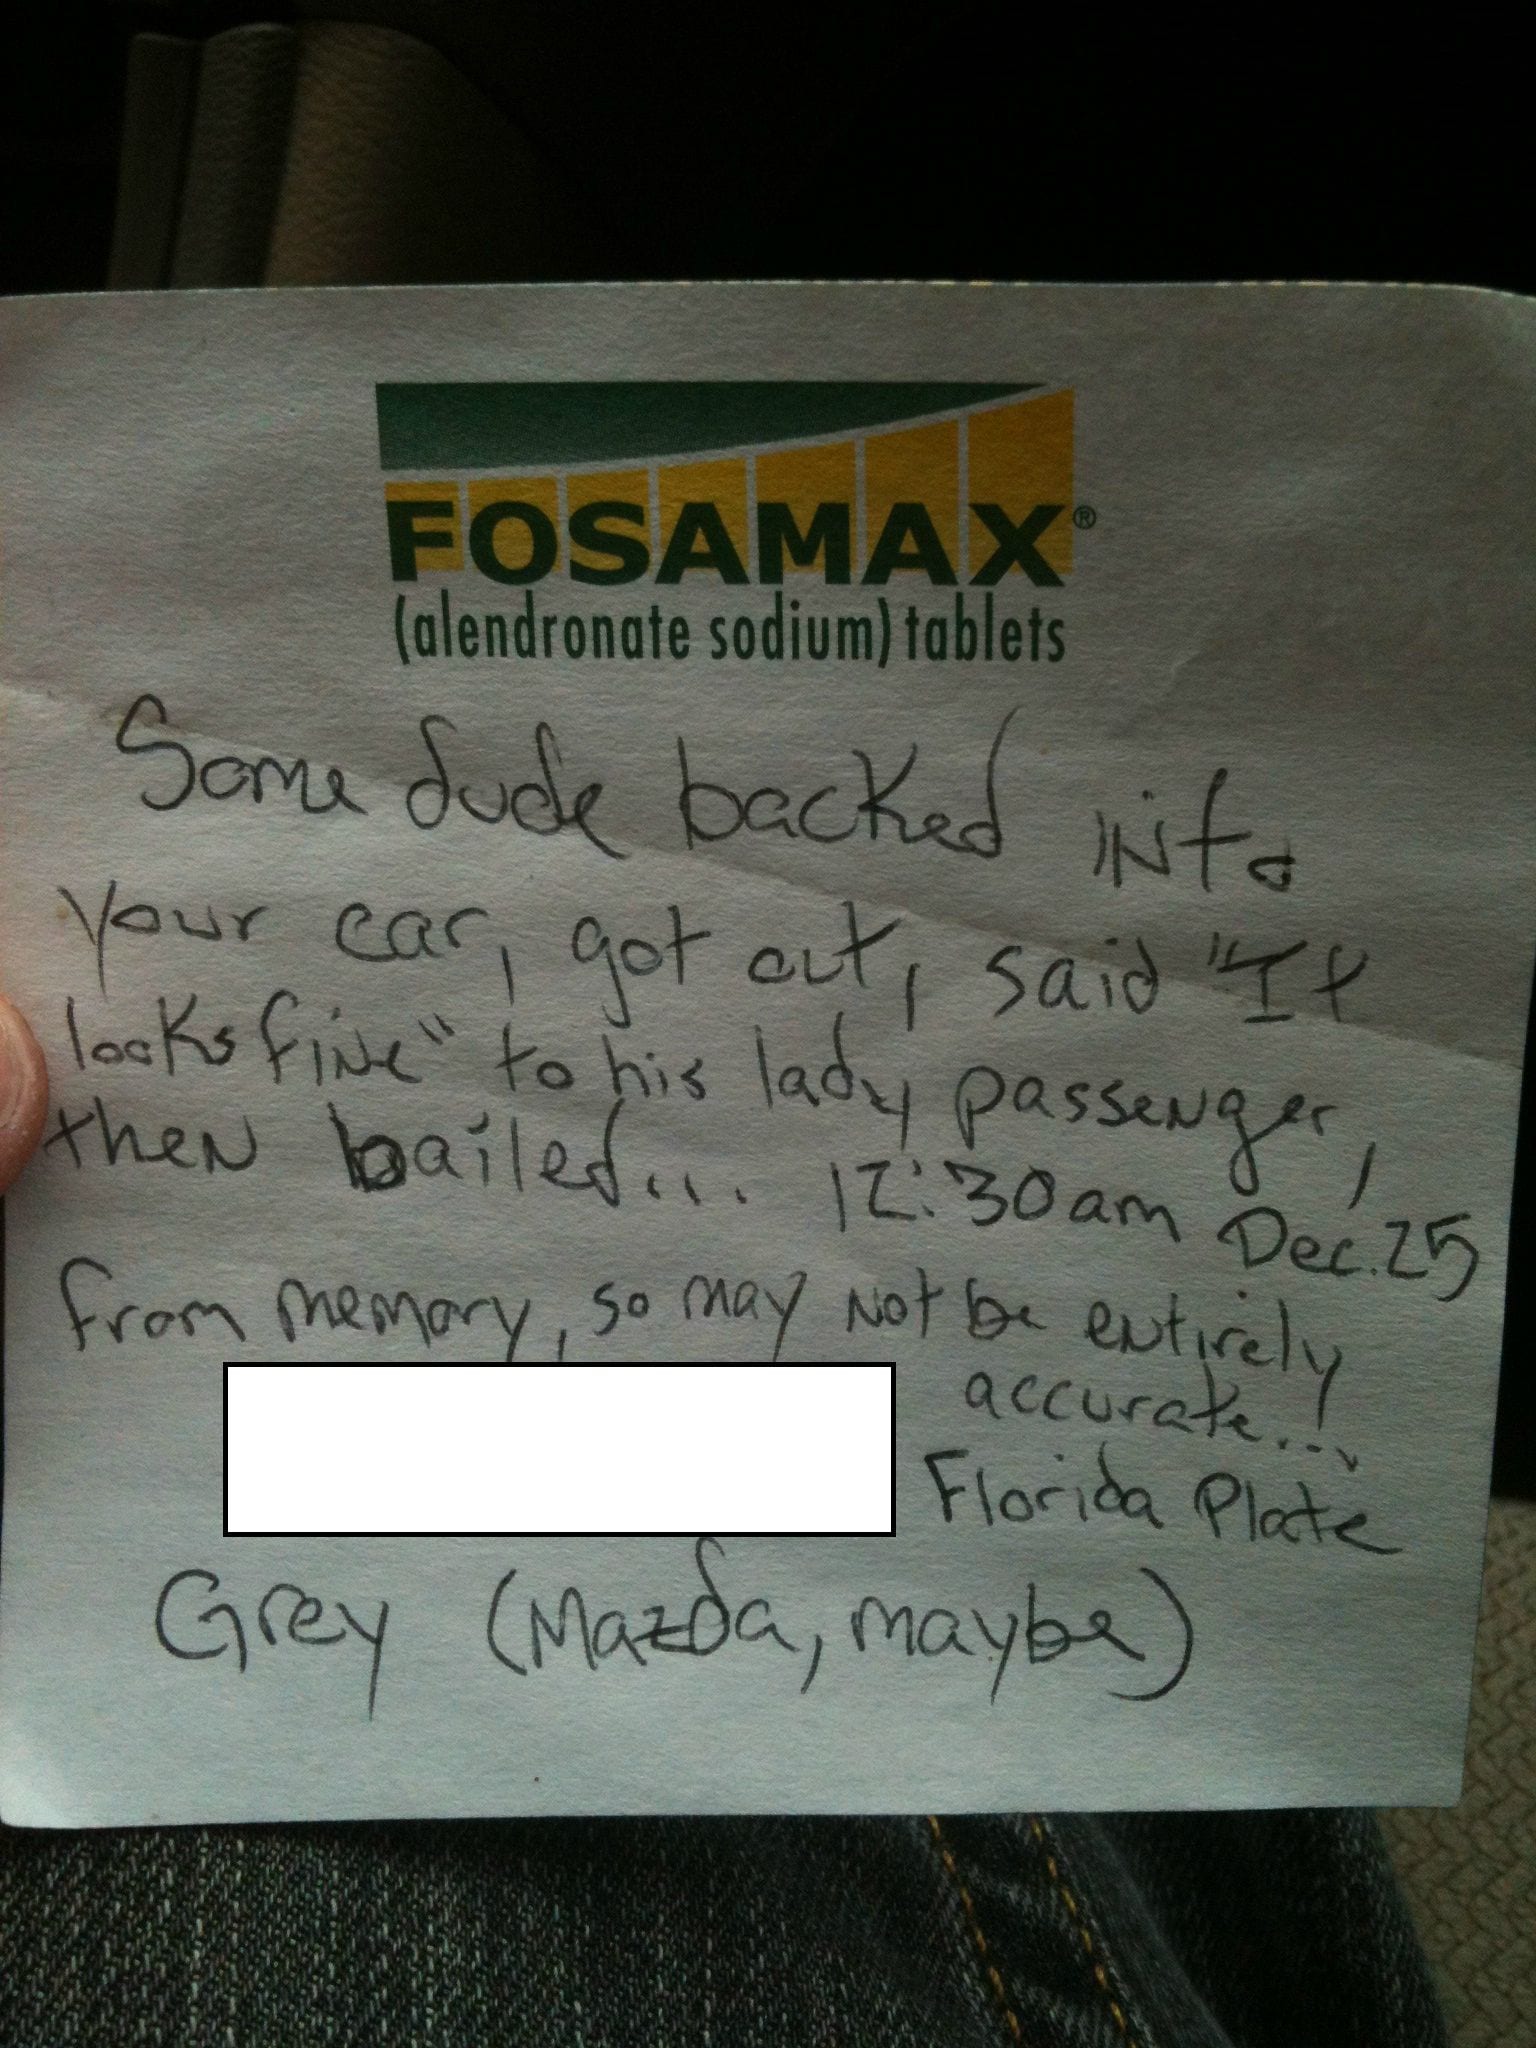 FOSAMAX®
(alendronate sodium) tablets
Some dude backed into
your car, got out, said "It
looks fine" to his lady passenger,
then bailed... 12:30am Dec. 25
From memory, so may not be entirely
accurate...!
Florida Plate
Grey (Mazda, maybe)